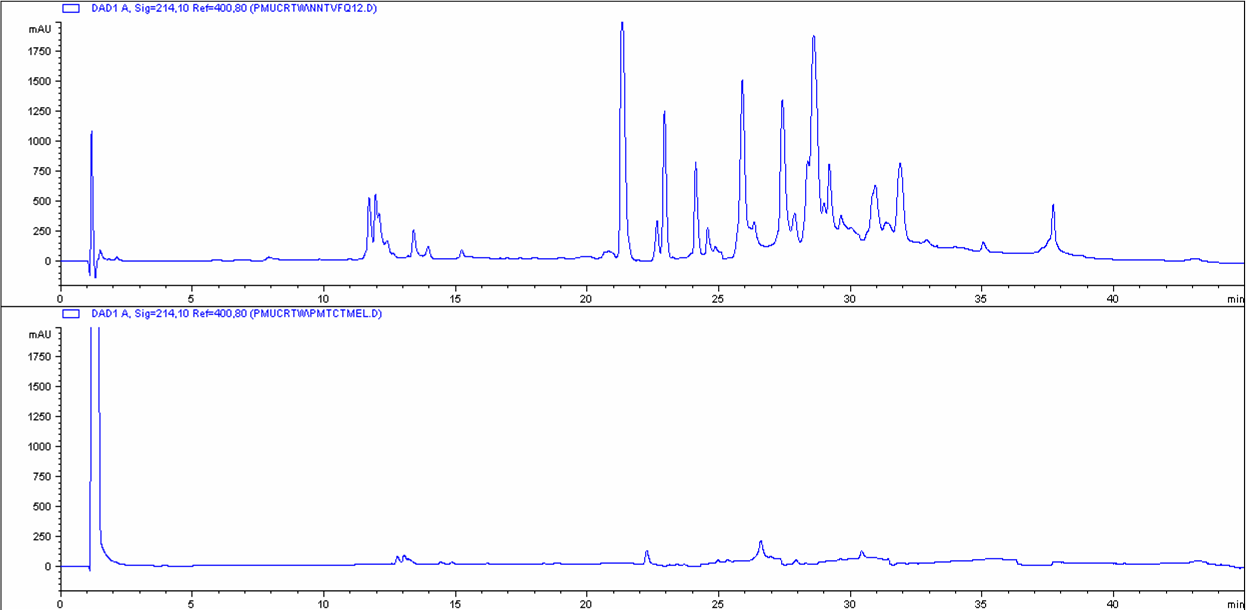 DAD1 A, Sig=214,10 Ref=400,80 (PMUCRTW\NNTVFQ12.D)
mAU
1750
1500
1250
1000
750
500
250
0
0 5 10 15 20 25 30 35 40 min
DAD1 A, Sig=214,10 Ref=400,80 (PMUCRTW\PMTCTMEL.D)
mAU
1750
1500
1250
1000
750
500
250
0
0 5 10 15 20 25 30 35 40 min